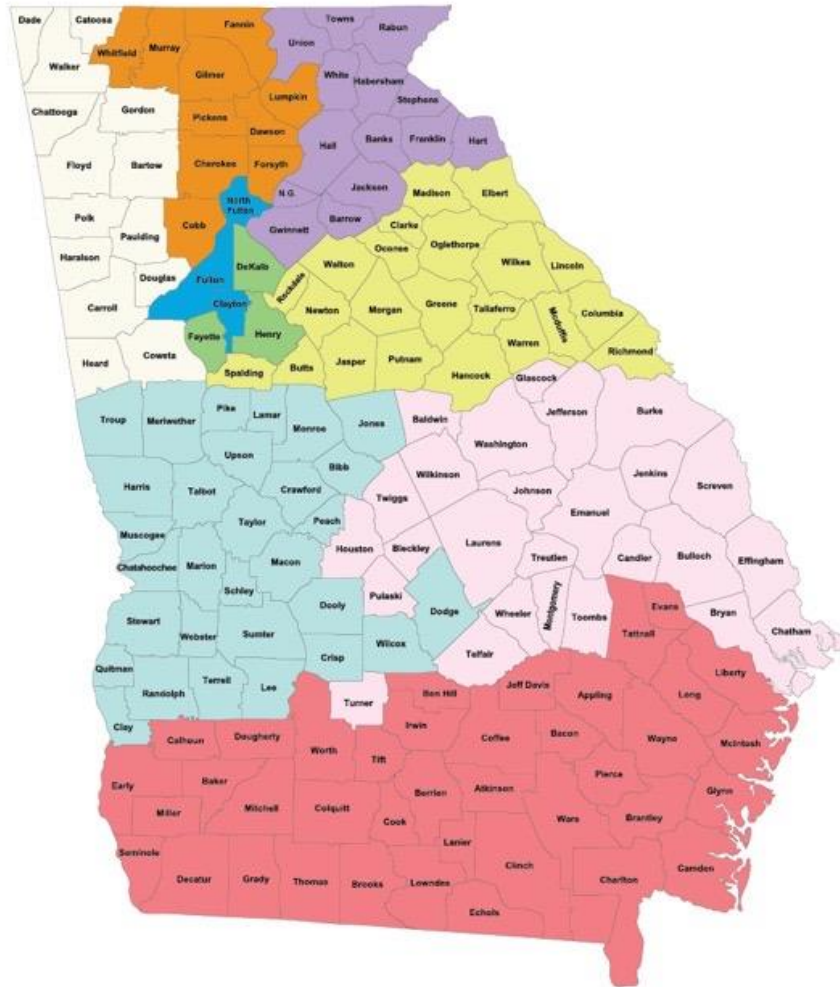 Dade
Catoosa
Fannin
Towns
Rabun
Whitfield
Murray
Union
Walker
Gilmer
White
Habersham
Lumpkin
Stephens
Chattooga
Gordon
Pickens
Dawson
Banks
Franklin
Hart
Hall
Floyd
Bartow
Cherokee
Forsyth
Jackson
N.G.
Madison
Elbert
North
Fulton
Polk
Cobb
Gwinnett
Barrow
Clarke
Paulding
Oconee
Oglethorpe
Haralson
DeKalb
Walton
Wilkes
Lincoln
Douglas
Fulton
Rockdale
Carroll
Clayton
Newton
Morgan
Greene
Taliaferro
Mcduffie
Columbia
Fayette
Henry
Warren
Richmond
Heard
Coweta
Spalding
Butts
Jasper
Putnam
Hancock
Glascock
Troup
Meriwether
Pike
Lamar
Monroe
Jones
Baldwin
Jefferson
Burke
Upson
Washington
Harris
Talbot
Crawford
Bibb
Wilkinson
Jenkins
Screven
Twiggs
Johnson
Emanuel
Taylor
Peach
Muscogee
Houston
Bleckley
Laurens
Treutlen
Candler
Bulloch
Effingham
Chatahoochee
Marion
Macon
Schley
Pulaski
Stewart
Webster
Sumter
Dooly
Dodge
Wheeler
Montgomery
Toombs
Evans
Tattnall
Bryan
Chatham
Wilcox
Telfair
Quitman
Crisp
Randolph
Terrell
Lee
Liberty
Clay
Turner
Ben Hill
Jeff Davis
Appling
Long
Calhoun
Dougherty
Worth
Irwin
Coffee
Bacon
Wayne
McIntosh
Tift
Early
Baker
Berrien
Atkinson
Pierce
Glynn
Miller
Mitchell
Colquitt
Cook
Ware
Brantley
Seminole
Lanier
Clinch
Camden
Decatur
Grady
Thomas
Brooks
Lowndes
Charlton
Echols